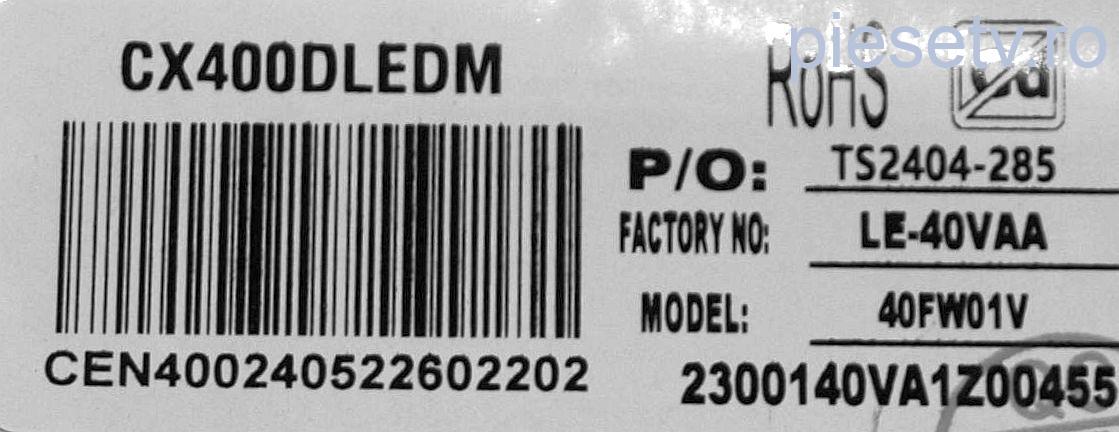 CX400DLEDM
CEN400240522602202
piesetv.ro
RoHS
P/O: TS2404-285
FACTORY NO: LE-40VAA
MODEL: 40FW01V
2300140VA1Z00455